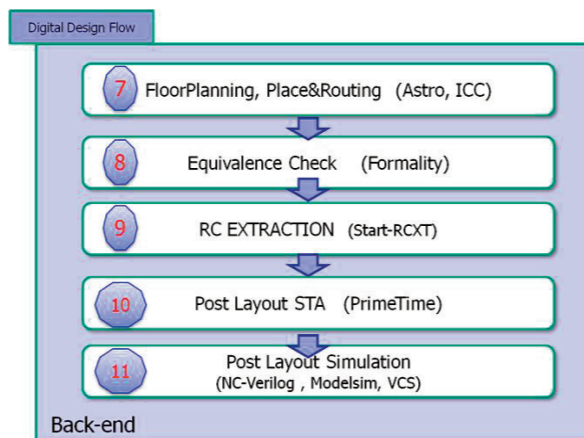 Digital Design Flow
7 FloorPlanning, Place&Routing (Astro, ICC)
8 Equivalence Check (Formality)
9 RC EXTRACTION (Start-RCXT)
10 Post Layout STA (PrimeTime)
11 Post Layout Simulation
(NC-Verilog , Modelsim, VCS)
Back-end